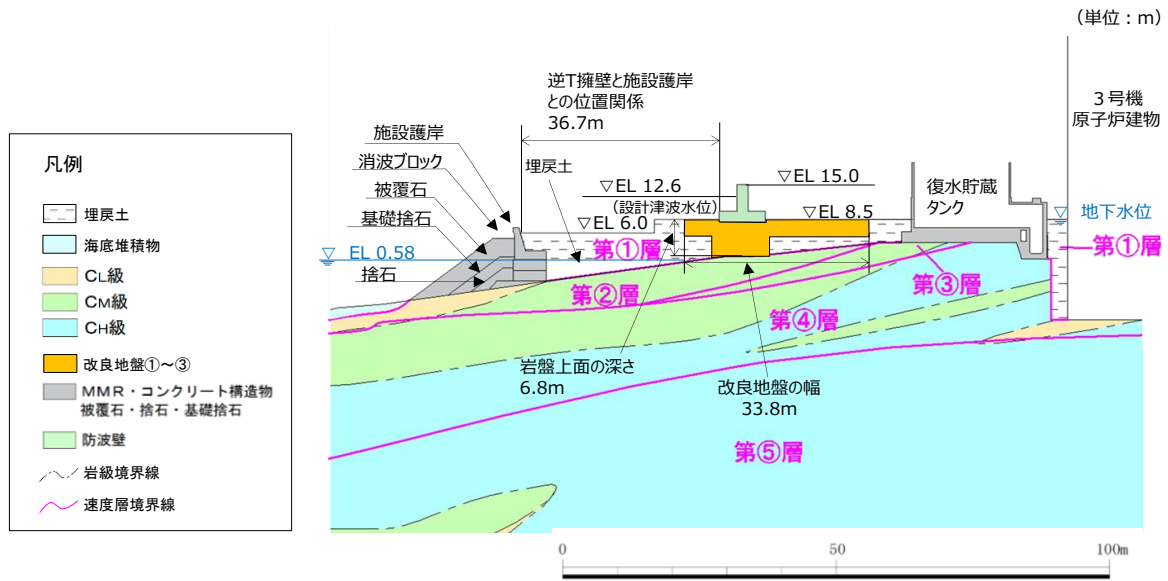 （単位：m）
逆T擁壁と施設護岸
との位置関係
36.7m
３号機
原子炉建物
施設護岸
消波ブロック
被覆石
基礎捨石
捨石
埋戻土
▽EL 12.6
(設計津波水位)
▽EL 15.0
▽EL 6.0
▽EL 8.5
復水貯蔵
タンク
▽ 地下水位
▽ EL 0.58
第①層
第①層
第②層
第③層
第④層
第⑤層
岩盤上面の深さ
6.8m
改良地盤の幅
33.8m
凡例
埋戻土
海底堆積物
CL級
CM級
CH級
改良地盤①～③
MMR・コンクリート構造物
被覆石・捨石・基礎捨石
防波壁
岩級境界線
速度層境界線
0 50 100m